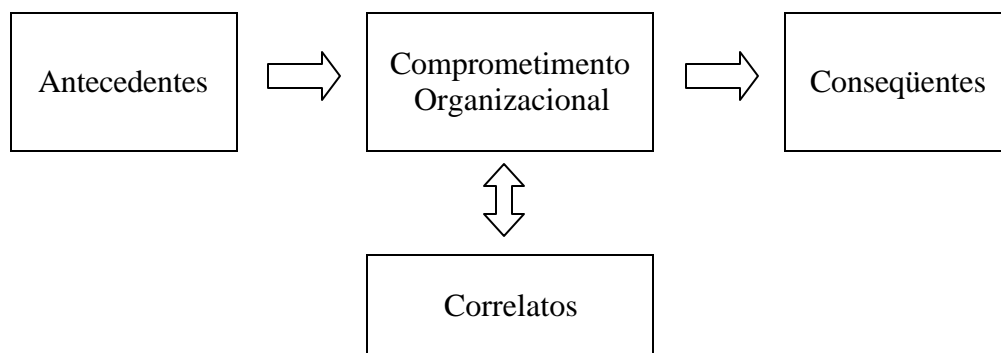 Antecedentes
Comprometimento
Organizacional
Conseqüentes
Correlatos